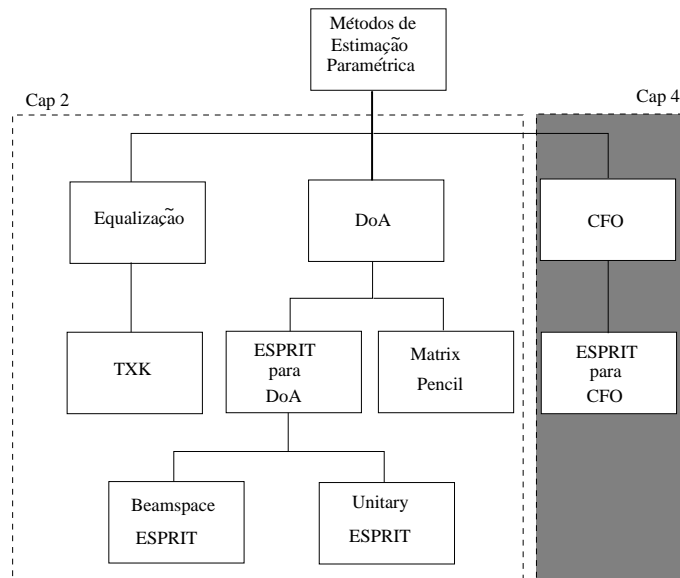 Métodos de
Estimação
Paramétrica
Cap 2
Cap 4
Equalização
DoA
CFO
TXK
ESPRIT
para
DoA
Matrix
Pencil
ESPRIT
para
CFO
Beamspace
ESPRIT
Unitary
ESPRIT